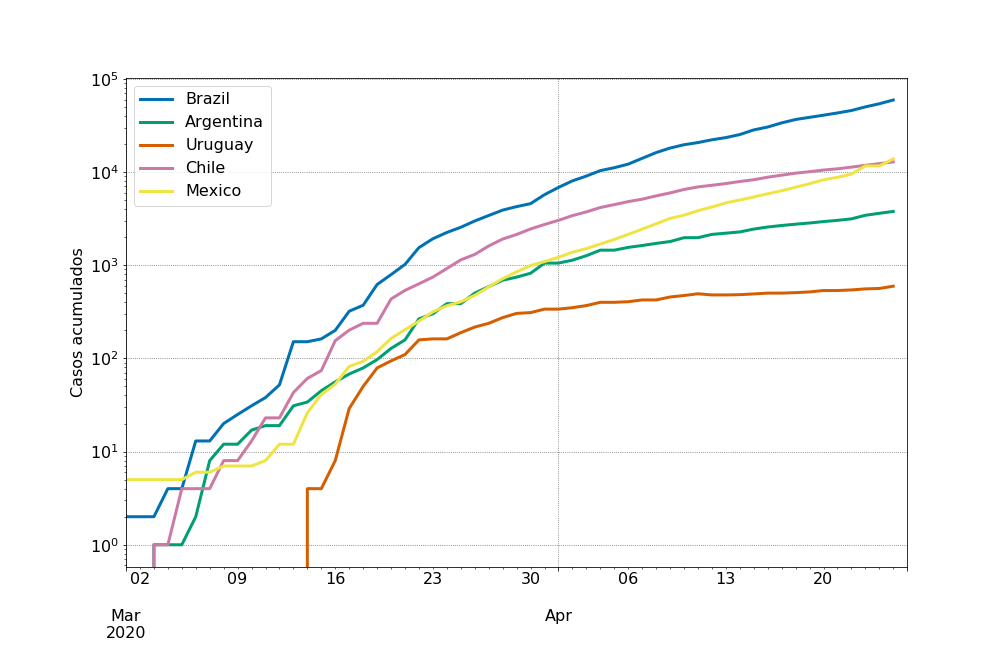 Casos acumulados
10⁵
10⁴
10³
10²
10¹
10⁰
Brazil
Argentina
Uruguay
Chile
Mexico
02 09 16 23 30 06 13 20
Mar Apr
2020